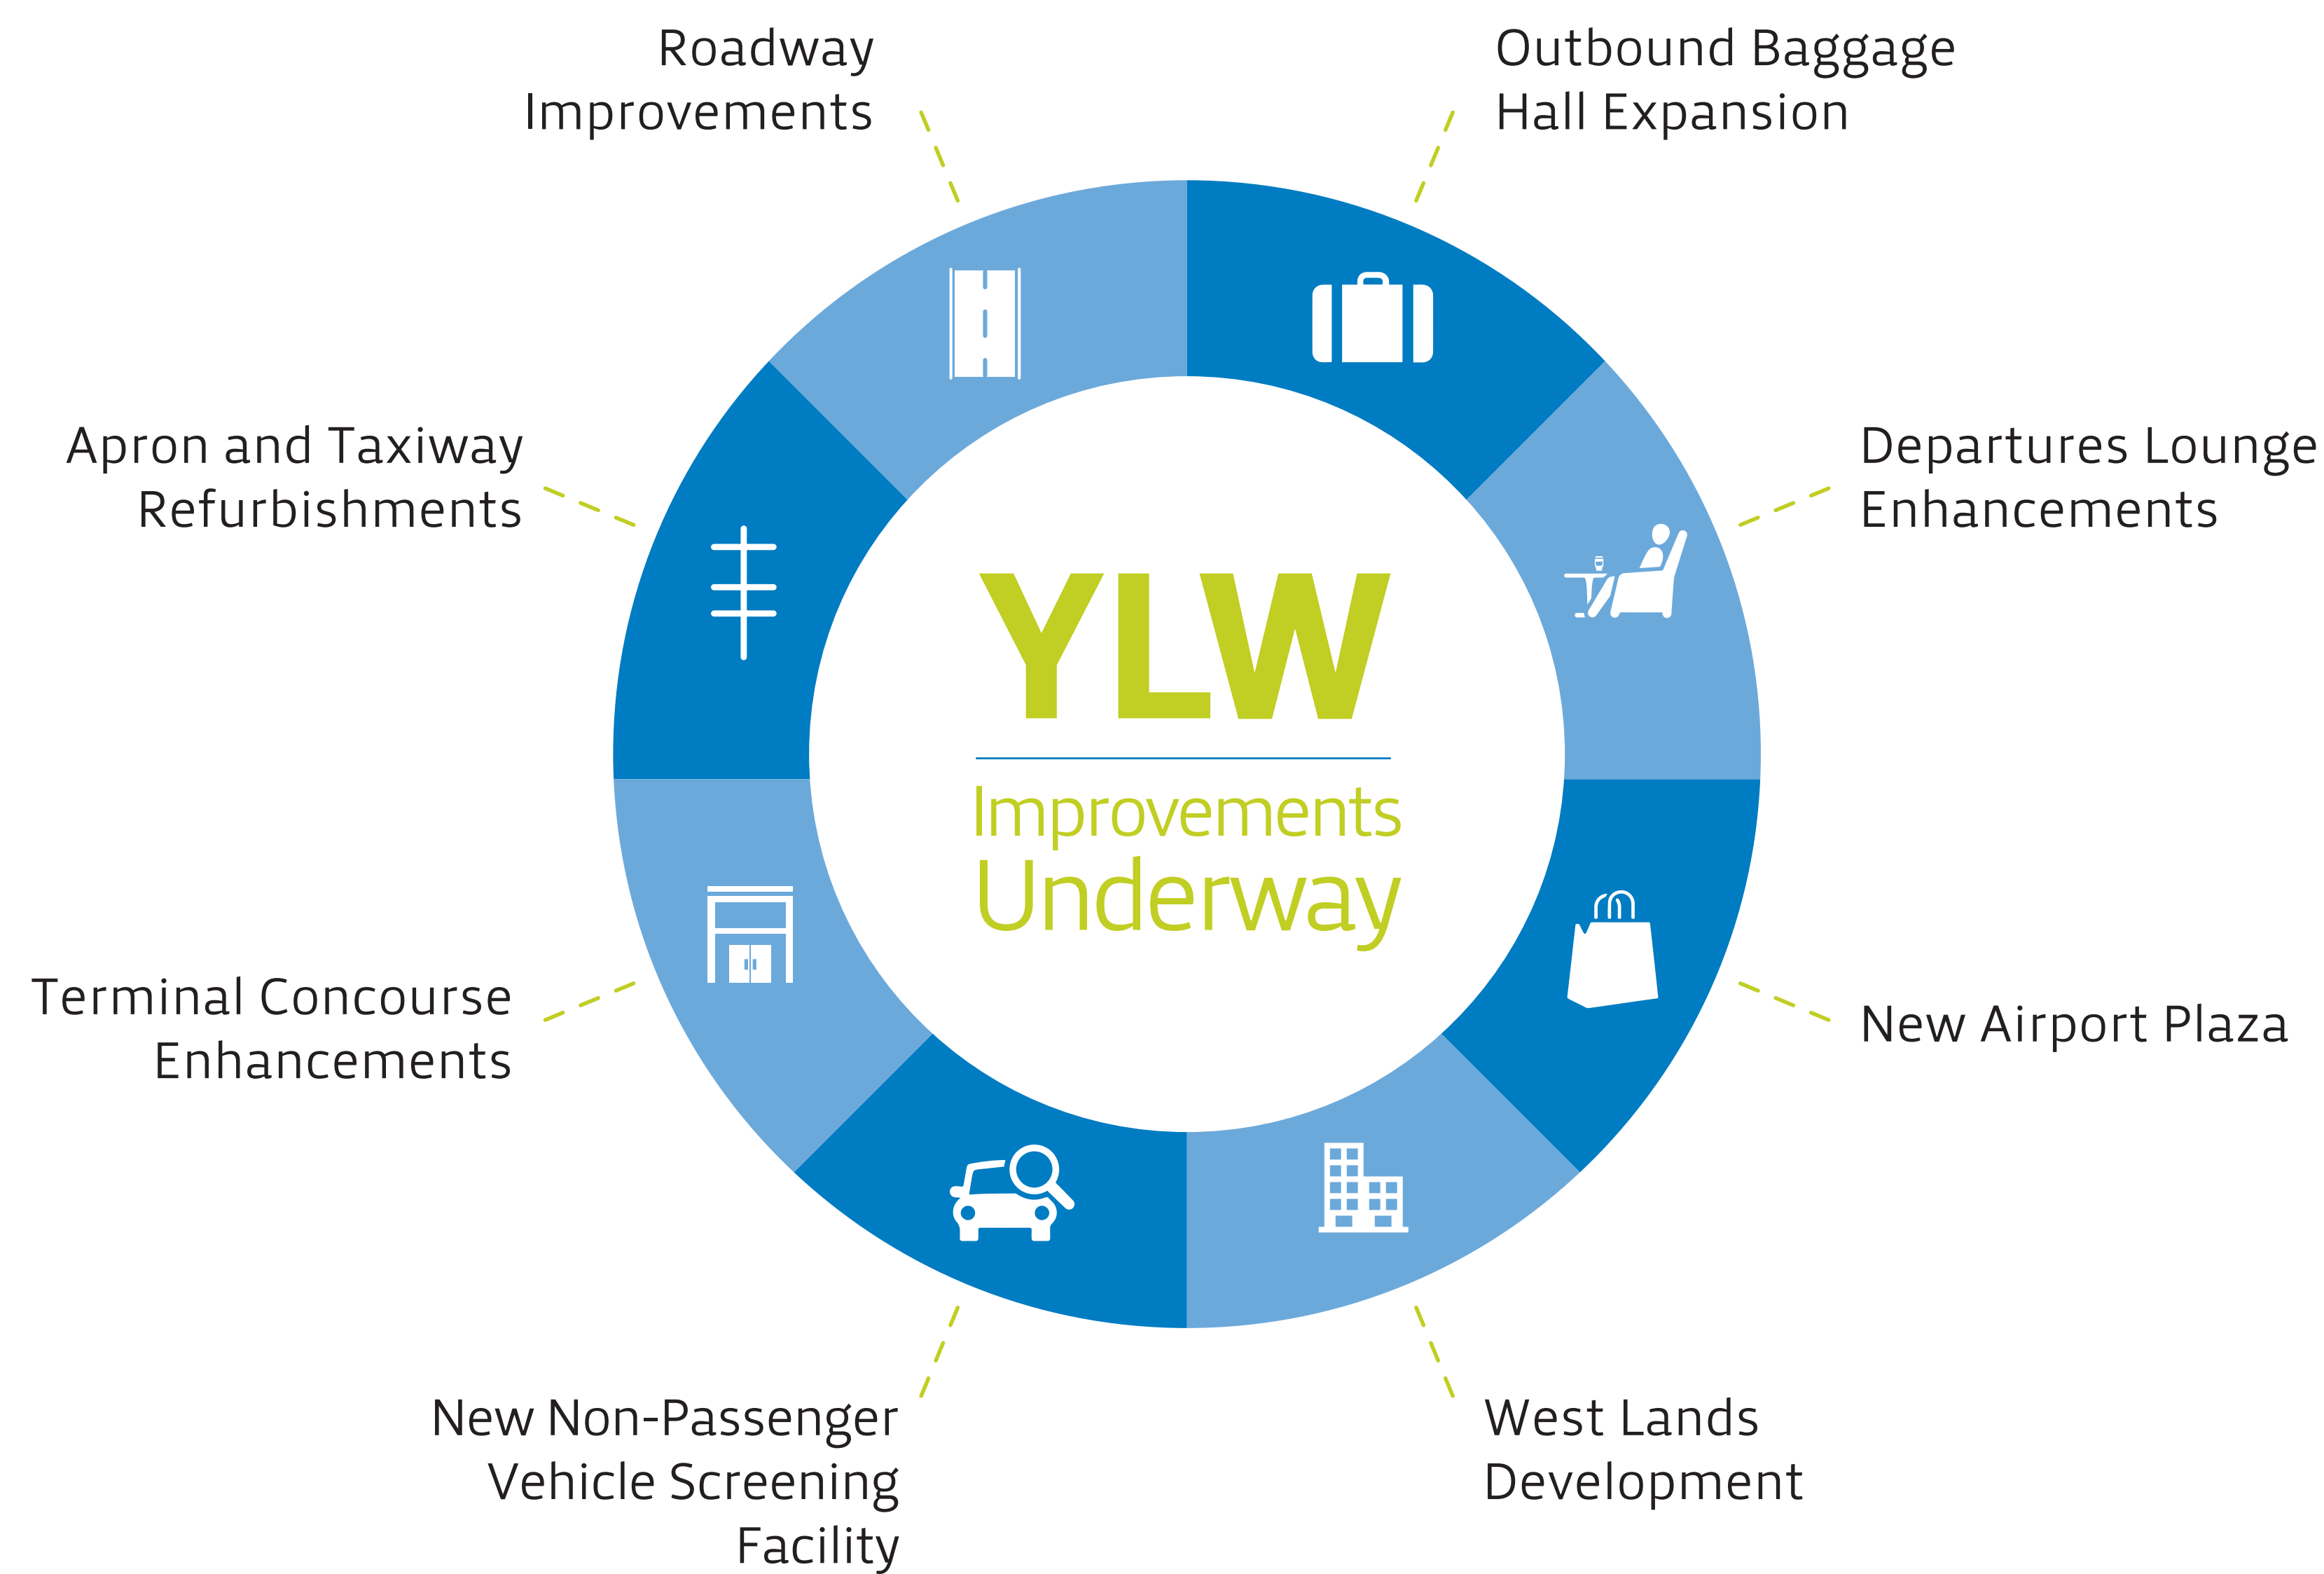 Roadway
Improvements
Outbound Baggage
Hall Expansion
Apron and Taxiway
Refurbishments
Departures Lounge
Enhancements
YLW
Improvements
Underway
Terminal Concourse
Enhancements
New Airport Plaza
New Non-Passenger
Vehicle Screening
Facility
West Lands
Development